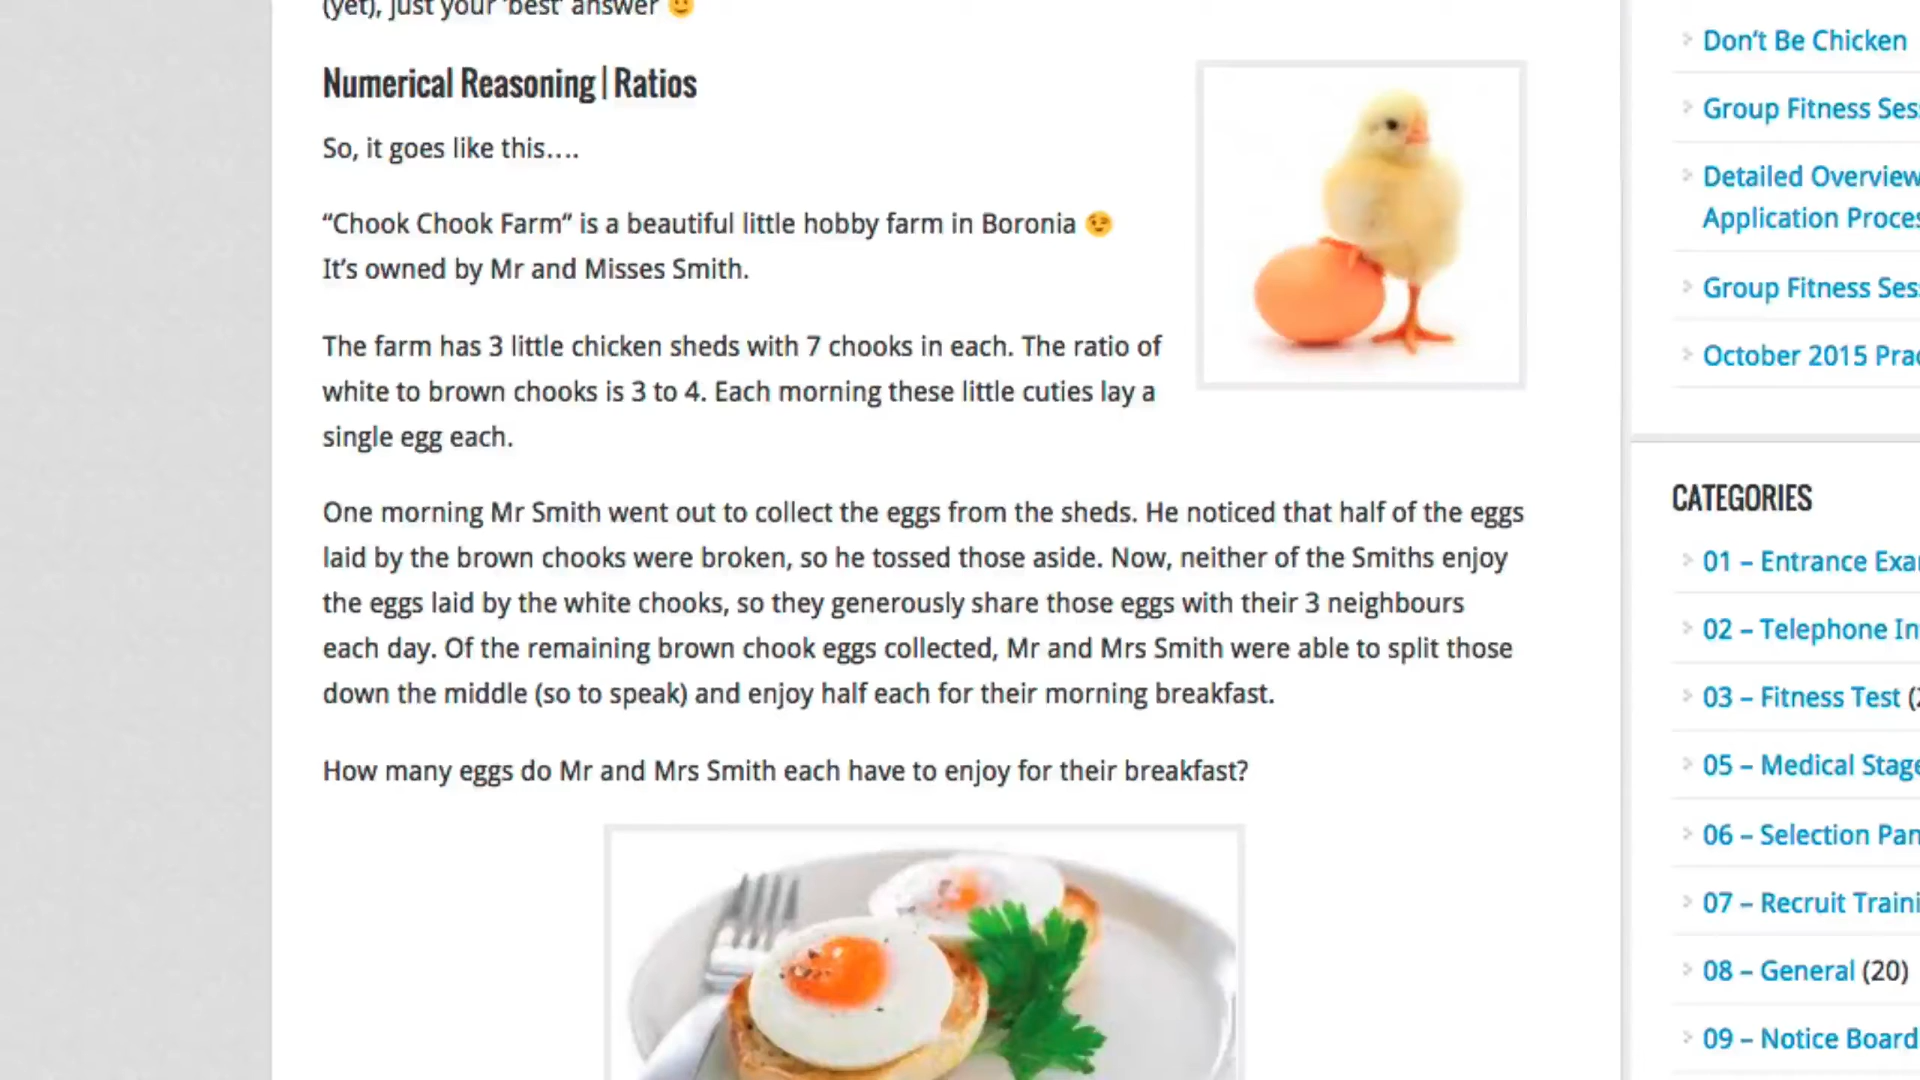 (yet), just your 'best' answer 🙂
Numerical Reasoning | Ratios
So, it goes like this….
“Chook Chook Farm” is a beautiful little hobby farm in Boronia 😉
It’s owned by Mr and Misses Smith.
The farm has 3 little chicken sheds with 7 chooks in each. The ratio of
white to brown chooks is 3 to 4. Each morning these little cuties lay a
single egg each.
One morning Mr Smith went out to collect the eggs from the sheds. He noticed that half of the eggs
laid by the brown chooks were broken, so he tossed those aside. Now, neither of the Smiths enjoy
the eggs laid by the white chooks, so they generously share those eggs with their 3 neighbours
each day. Of the remaining brown chook eggs collected, Mr and Mrs Smith were able to split those
down the middle (so to speak) and enjoy half each for their morning breakfast.
How many eggs do Mr and Mrs Smith each have to enjoy for their breakfast?
Don’t Be Chicken
Group Fitness Ses
Detailed Overview
Application Proces
Group Fitness Ses
October 2015 Prac
CATEGORIES
01 – Entrance Exa
02 – Telephone In
03 – Fitness Test (2
05 – Medical Stage
06 – Selection Pan
07 – Recruit Traini
08 – General (20)
09 – Notice Board